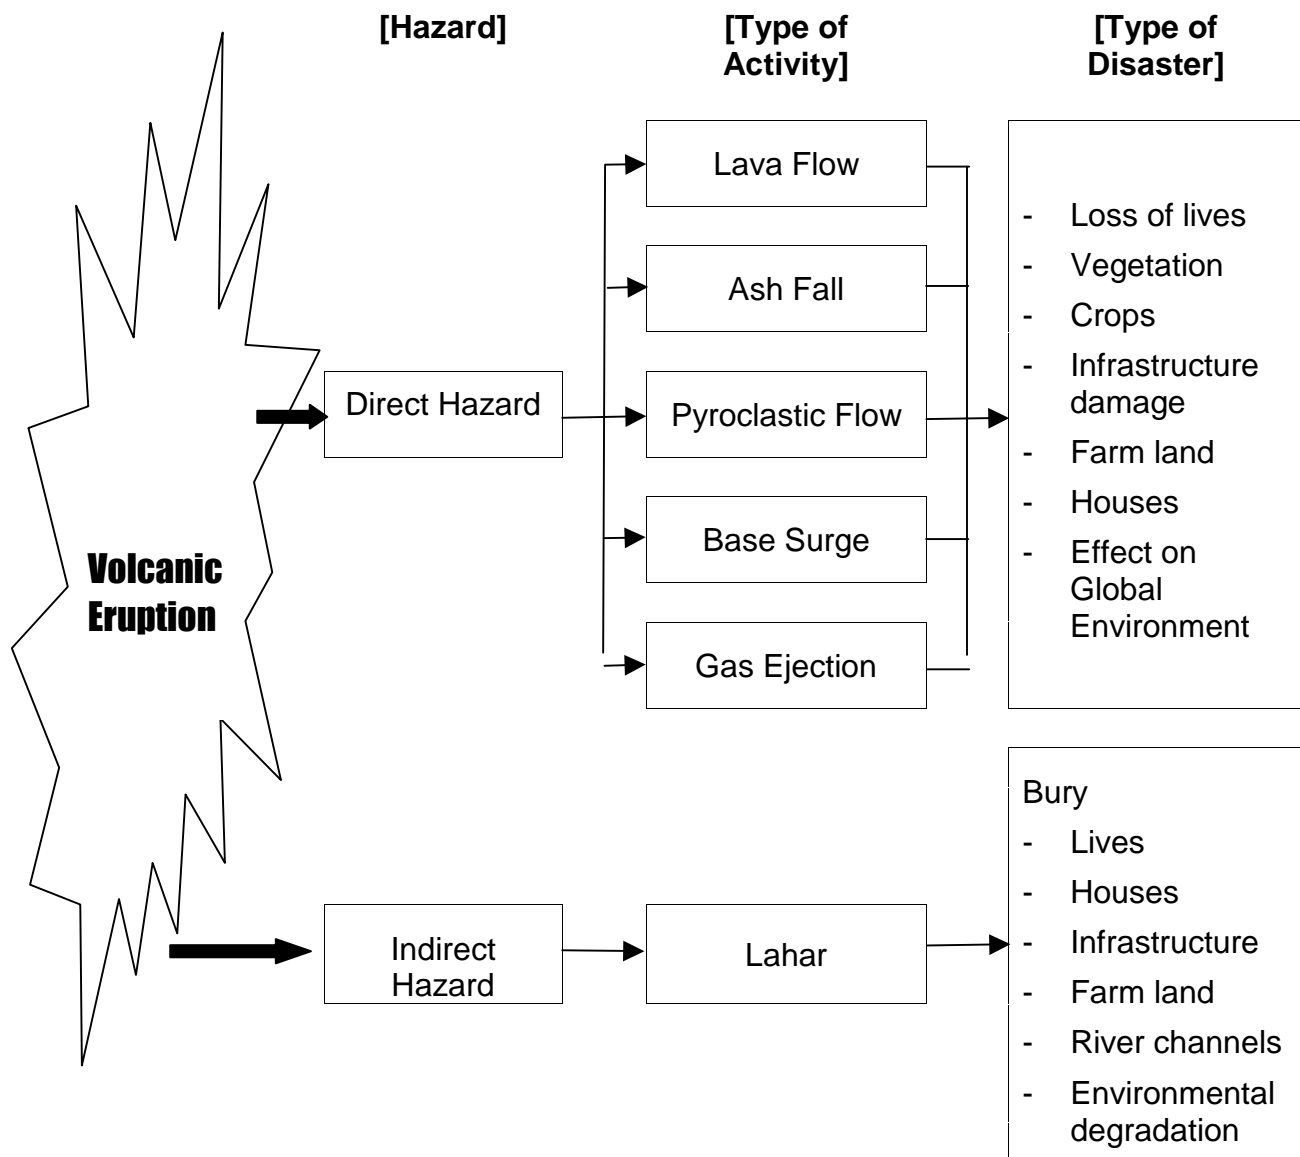 [Hazard]
[Type of
Activity]
[Type of
Disaster]
Volcanic
Eruption
Direct Hazard
Lava Flow
Ash Fall
Pyroclastic Flow
Base Surge
Gas Ejection
- Loss of lives
- Vegetation
- Crops
- Infrastructure
damage
- Farm land
- Houses
- Effect on
Global
Environment
Indirect
Hazard
Lahar
Bury
- Lives
- Houses
- Infrastructure
- Farm land
- River channels
- Environmental
degradation